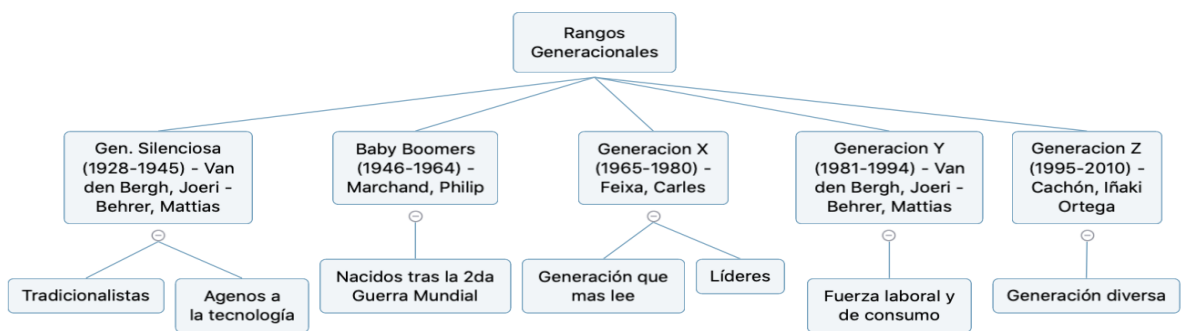 Rangos
Generacionales
Gen. Silenciosa
(1928-1945) - Van
den Bergh, Joeri -
Behrer, Mattias
Baby Boomers
(1946-1964) -
Marchand, Philip
Generacion X
(1965-1980) -
Feixa, Carles
Generacion Y
(1981-1994) - Van
den Bergh, Joeri -
Behrer, Mattias
Generacion Z
(1995-2010) -
Cachón, Iñaki
Ortega
Tradicionalistas
Agenos a
la tecnología
Nacidos tras la 2da
Guerra Mundial
Generación que
mas lee
Líderes
Fuerza laboral y
de consumo
Generación diversa